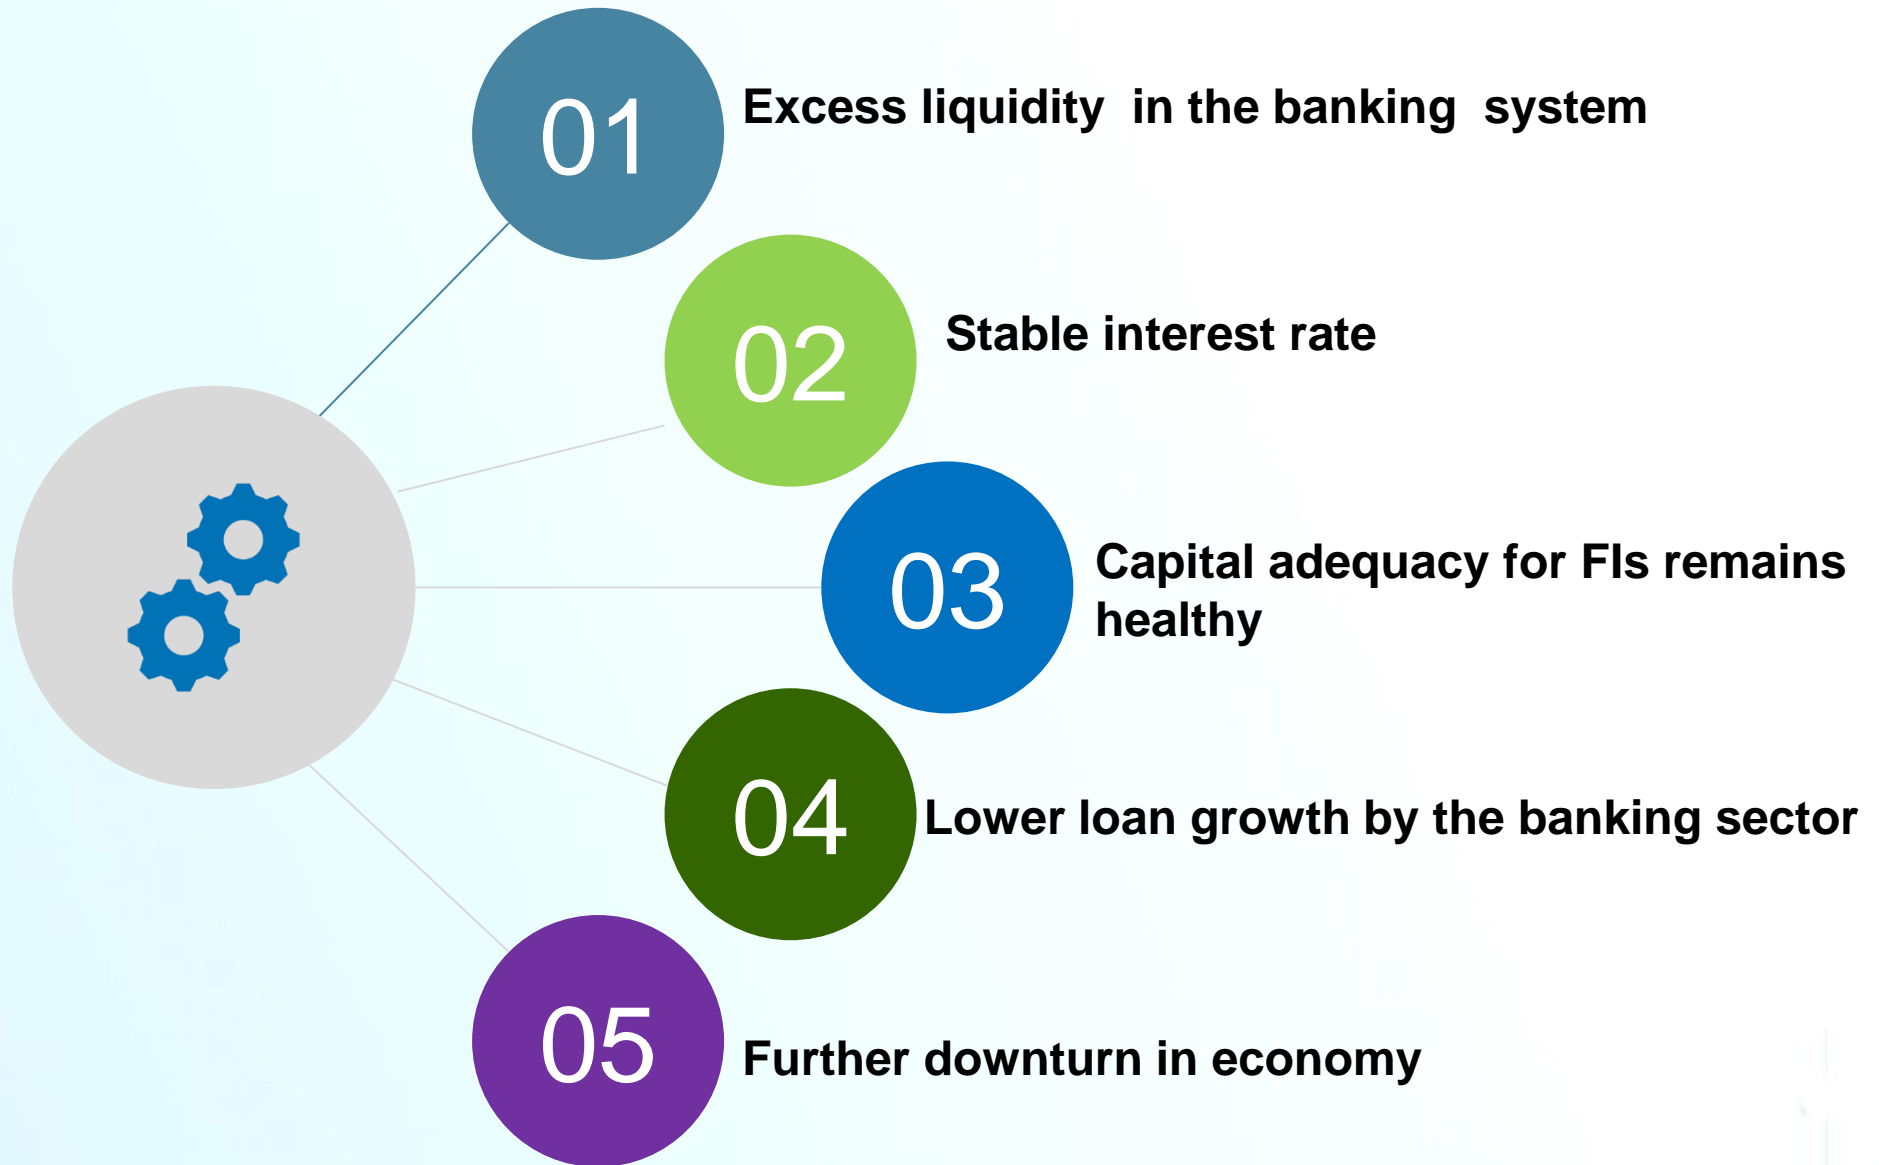 01
Excess liquidity in the banking system
02
Stable interest rate
03
Capital adequacy for FIs remains
healthy
04
Lower loan growth by the banking sector
05
Further downturn in economy